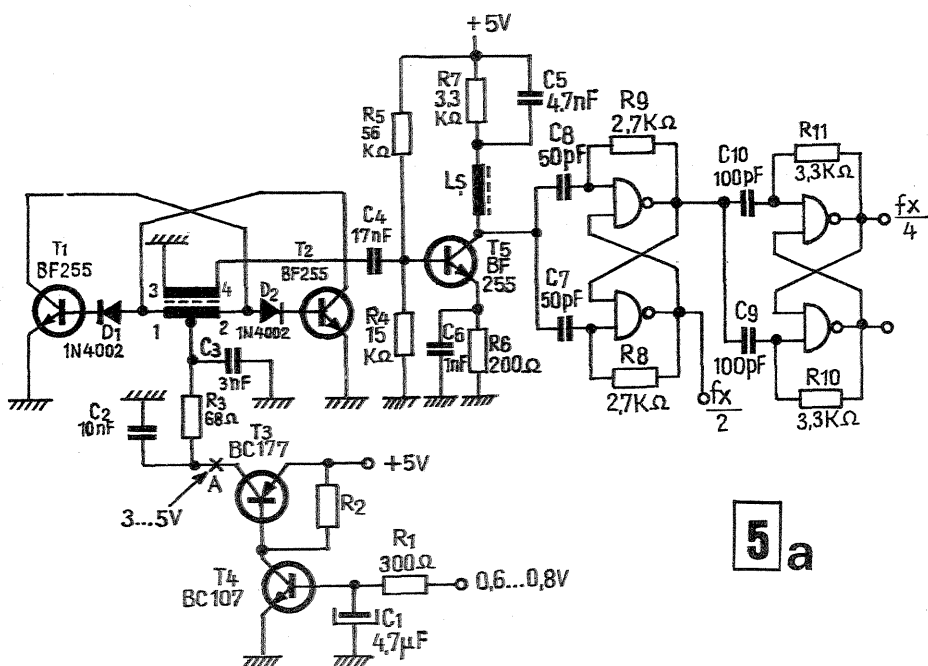 +5V
R7
3,3
KΩ
C5
4.7nF
R5
56
KΩ
R9
2,7KΩ
C8
50pF
R11
3,3KΩ
C10
100pF
L5
fx
4
C4
17nF
T1
BF255
T2
BF255
T5
BF
255
3
4
D2
1N4002
D1
1N4002
1
2
C7
50pF
C9
100pF
R4
15
KΩ
C6
1nF
R6
200Ω
R8
2,7KΩ
R10
3,3KΩ
fx
2
C3
3nF
C2
10nF
R3
68Ω
T3
BC177
+5V
A
3...5V
R2
R1
300Ω
0,6...0,8V
T4
BC107
C1
4,7µF
5a